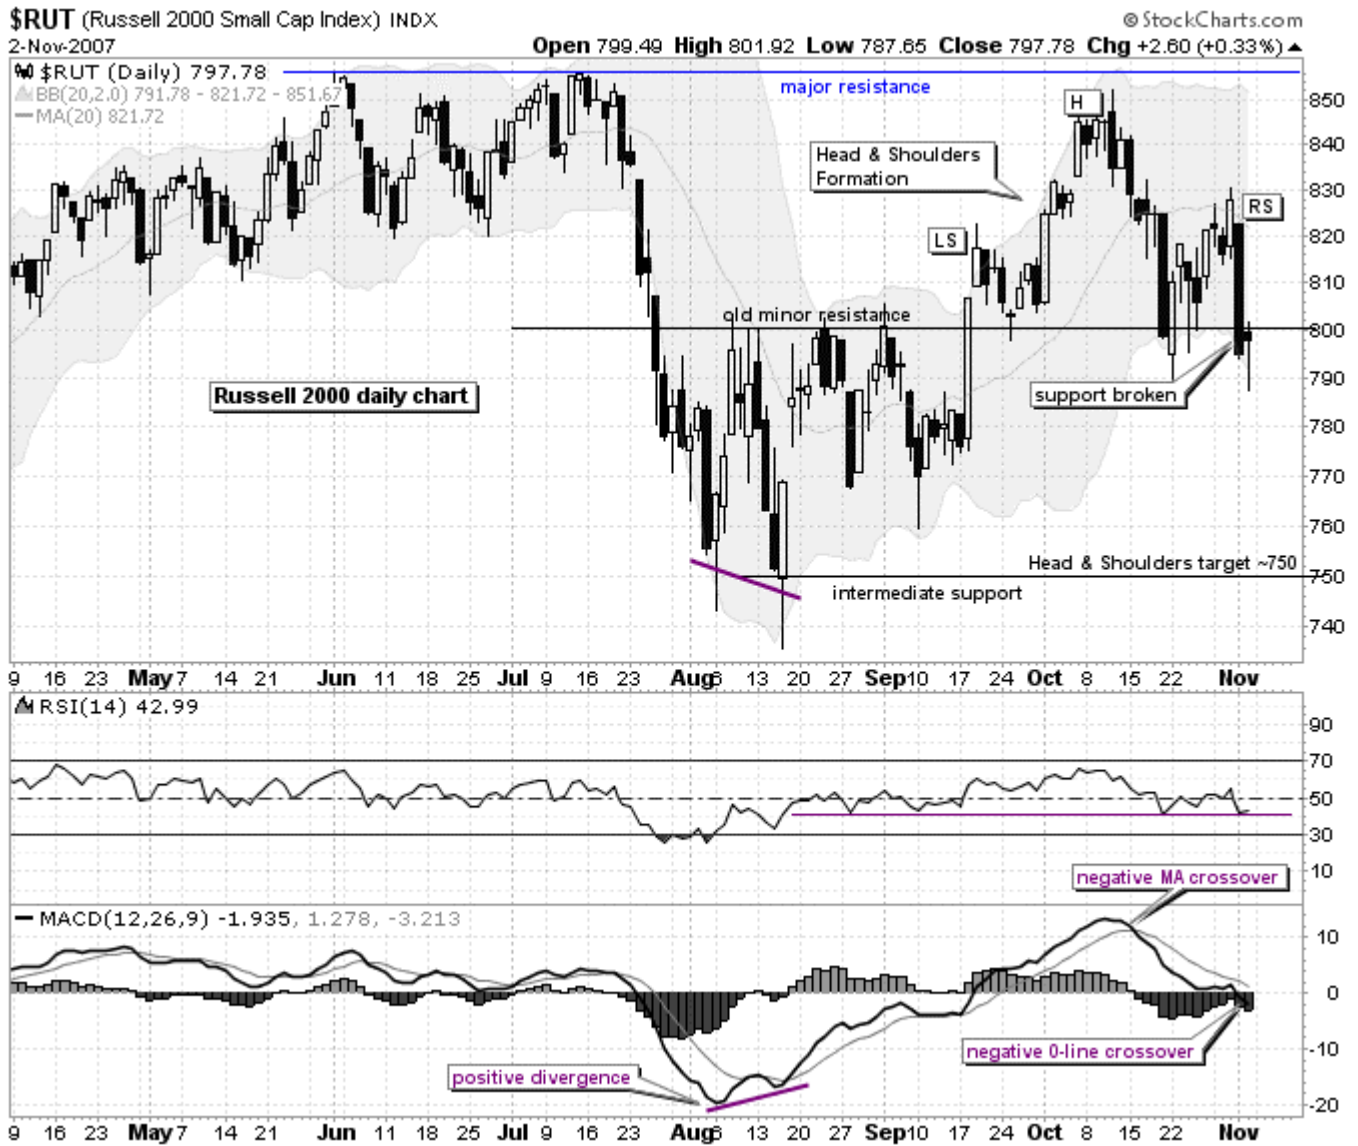 $RUT (Russell 2000 Small Cap Index) INDX © StockCharts.com
2-Nov-2007 Open 799.49 High 801.92 Low 787.65 Close 797.78 Chg +2.60 (+0.33%)
$RUT (Daily) 797.78
BB(20,2.0) 791.78 - 821.72 - 851.67
MA(20) 821.72
major resistance
850
H
840
Head & Shoulders
Formation
830
RS
LS
820
810
old minor resistance
800
790
Russell 2000 daily chart
support broken
780
770
760
Head & Shoulders target ~750
750
intermediate support
740
9 16 23 May 7 14 21 Jun 11 18 25 Jul 9 16 23 Aug 6 13 20 27 Sep 10 17 24 Oct 8 15 22 Nov
RSI(14) 42.99
90
70
50
30
10
negative MA crossover
MACD(12,26,9) -1.935, 1.278, -3.213
10
0
-10
negative 0-line crossover
positive divergence
-20
9 16 23 May 7 14 21 Jun 11 18 25 Jul 9 16 23 Aug 6 13 20 27 Sep 10 17 24 Oct 8 15 22 Nov